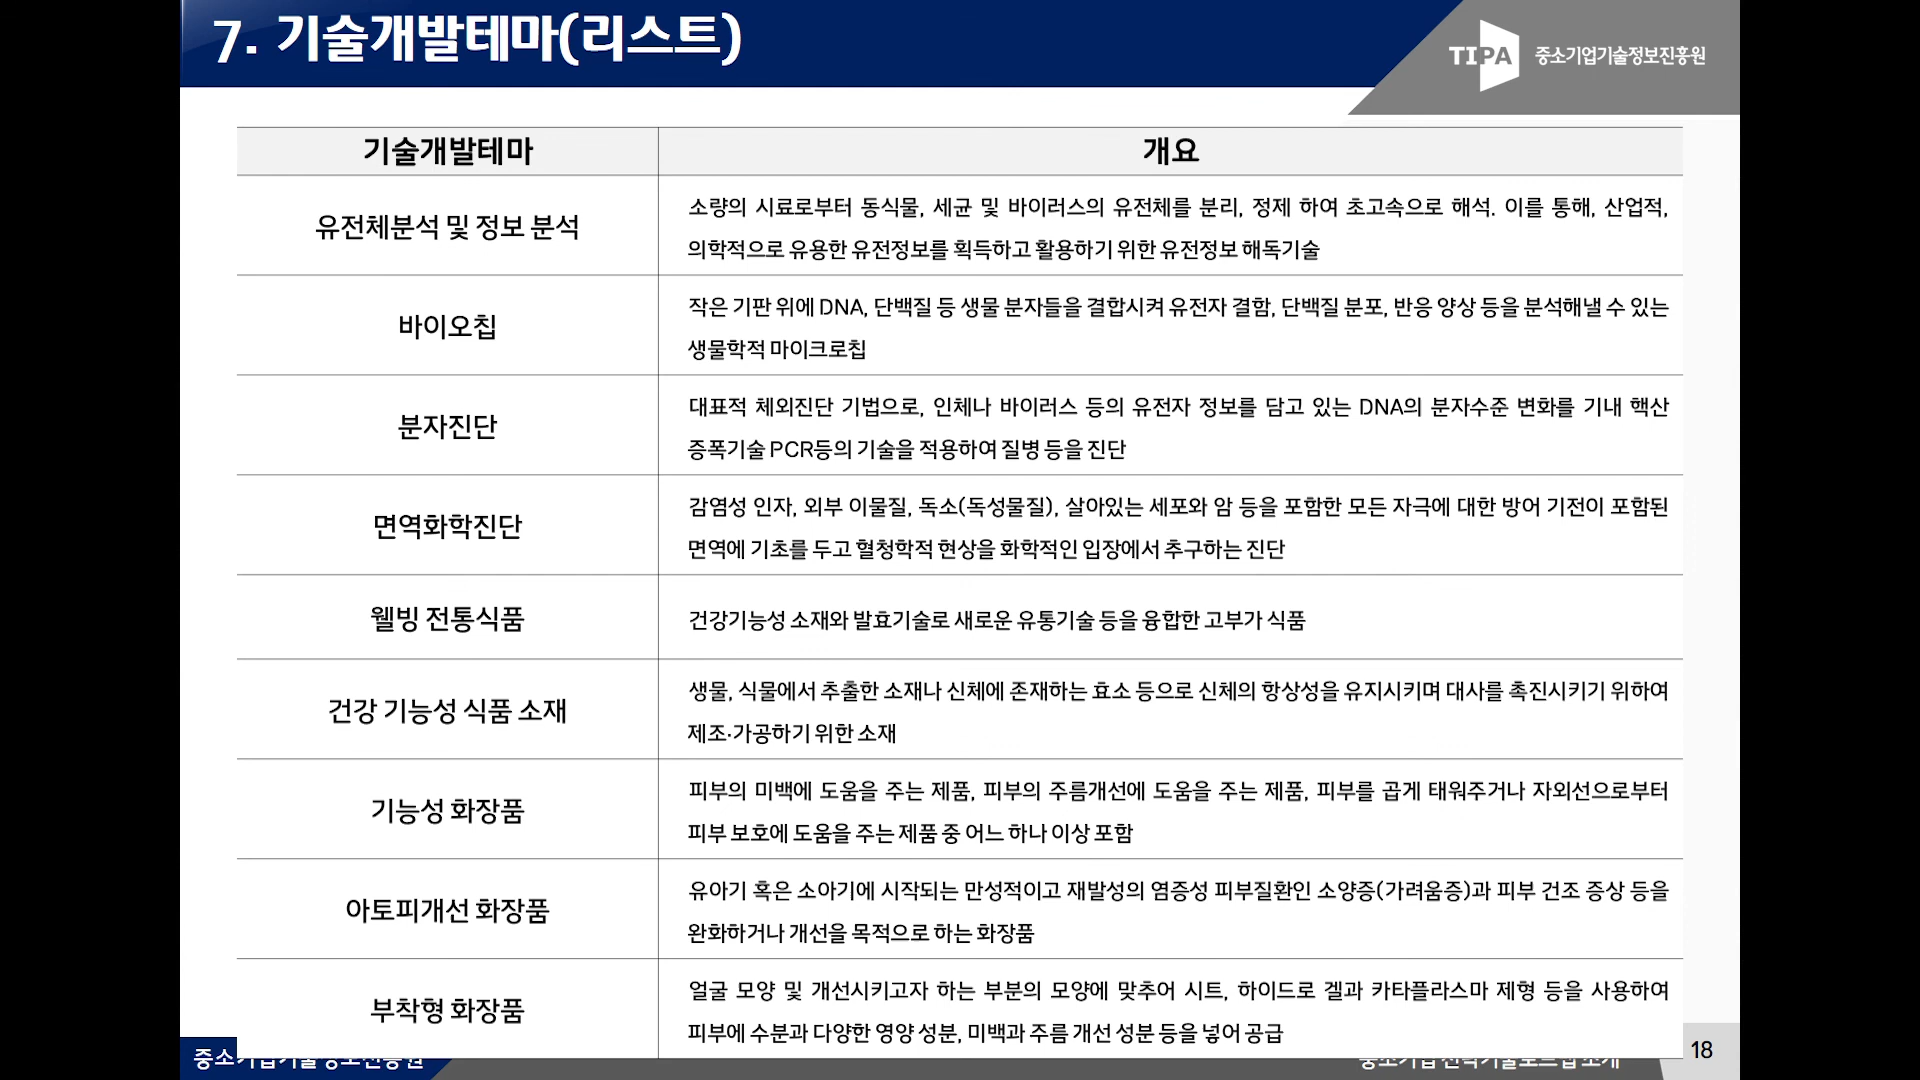 7. 기술개발테마(리스트)
TIPA 중소기업기술정보진흥원
기술개발테마
개요
유전체분석 및 정보 분석
소량의 시료로부터 동식물, 세균 및 바이러스의 유전체를 분리, 정제 하여 초고속으로 해석. 이를 통해, 산업적,
의학적으로 유용한 유전정보를 획득하고 활용하기 위한 유전정보 해독기술
바이오칩
작은 기판 위에 DNA, 단백질 등 생물 분자들을 결합시켜 유전자 결함, 단백질 분포, 반응 양상 등을 분석해낼 수 있는
생물학적 마이크로칩
분자진단
대표적 체외진단 기법으로, 인체나 바이러스 등의 유전자 정보를 담고 있는 DNA의 분자수준 변화를 기내 핵산
증폭기술 PCR등의 기술을 적용하여 질병 등을 진단
면역화학진단
감염성 인자, 외부 이물질, 독소(독성물질), 살아있는 세포와 암 등을 포함한 모든 자극에 대한 방어 기전이 포함된
면역에 기초를 두고 혈청학적 현상을 화학적인 입장에서 추구하는 진단
웰빙 전통식품
건강기능성 소재와 발효기술로 새로운 유통기술 등을 융합한 고부가 식품
건강 기능성 식품 소재
생물, 식물에서 추출한 소재나 신체에 존재하는 효소 등으로 신체의 항상성을 유지시키며 대사를 촉진시키기 위하여
제조·가공하기 위한 소재
기능성 화장품
피부의 미백에 도움을 주는 제품, 피부의 주름개선에 도움을 주는 제품, 피부를 곱게 태워주거나 자외선으로부터
피부 보호에 도움을 주는 제품 중 어느 하나 이상 포함
아토피개선 화장품
유아기 혹은 소아기에 시작되는 만성적이고 재발성의 염증성 피부질환인 소양증(가려움증)과 피부 건조 증상 등을
완화하거나 개선을 목적으로 하는 화장품
부착형 화장품
얼굴 모양 및 개선시키고자 하는 부분의 모양에 맞추어 시트, 하이드로 겔과 카타플라스마 제형 등을 사용하여
피부에 수분과 다양한 영양 성분, 미백과 주름 개선 성분 등을 넣어 공급
중소기업기술정보진흥원
중소기업 전략기술로드맵 소개
18